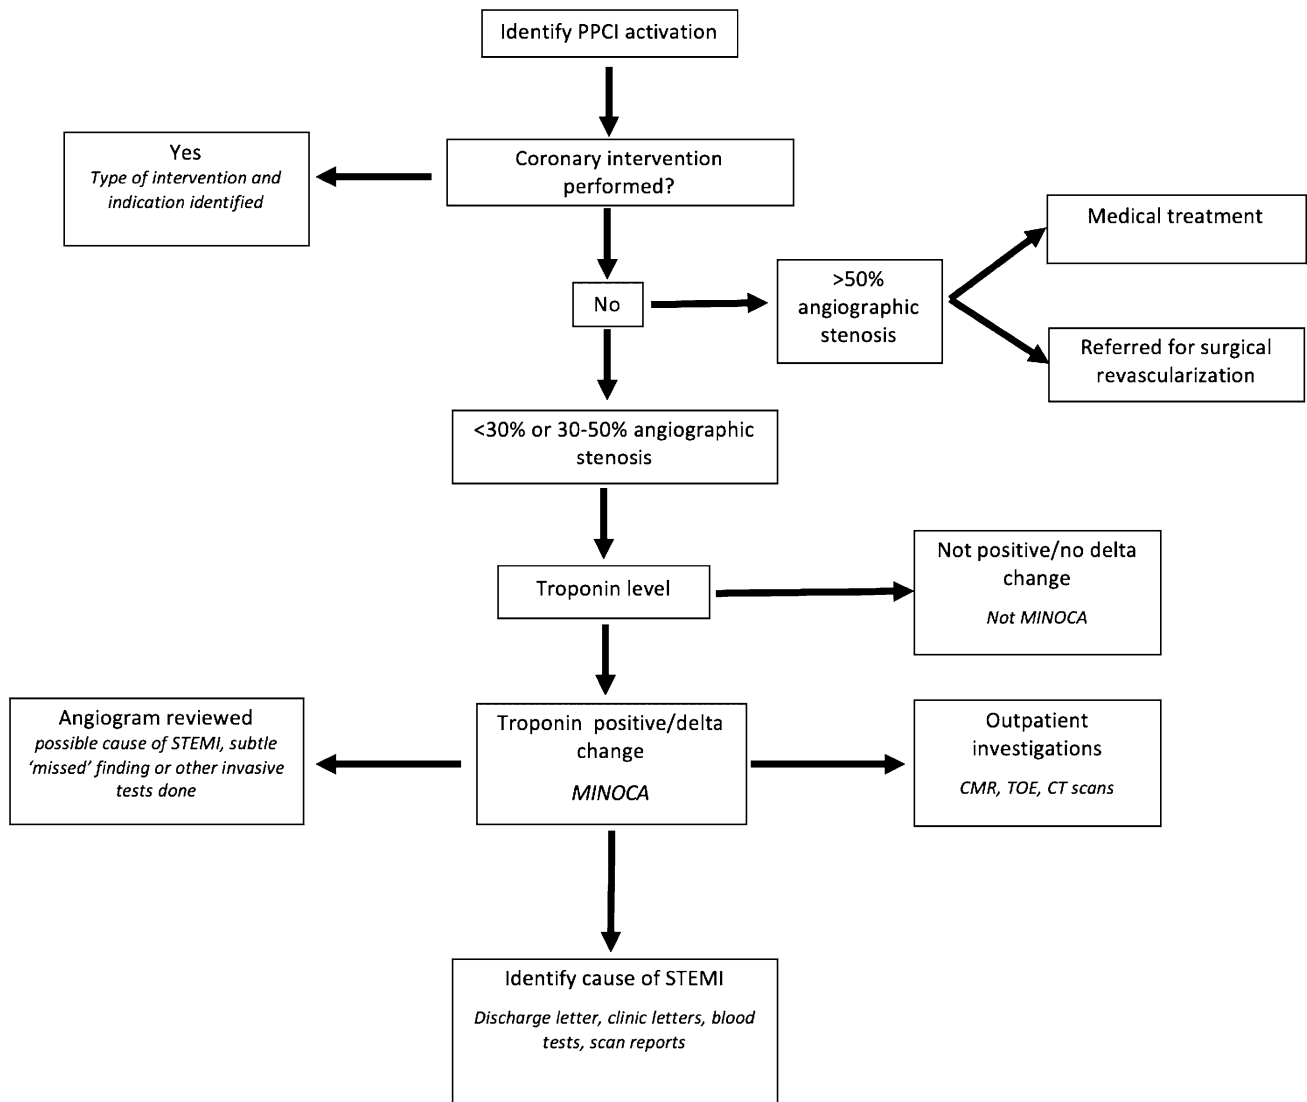 Identify PPCI activation
Yes
Type of intervention and
indication identified
Coronary intervention
performed?
Medical treatment
No
>50%
angiographic
stenosis
Referred for surgical
revascularization
<30% or 30-50% angiographic
stenosis
Troponin level
Not positive/no delta
change
Not MINOCA
Angiogram reviewed
possible cause of STEMI, subtle
‘missed’ finding or other invasive
tests done
Troponin positive/delta
change
MINOCA
Outpatient
investigations
CMR, TOE, CT scans
Identify cause of STEMI
Discharge letter, clinic letters, blood
tests, scan reports